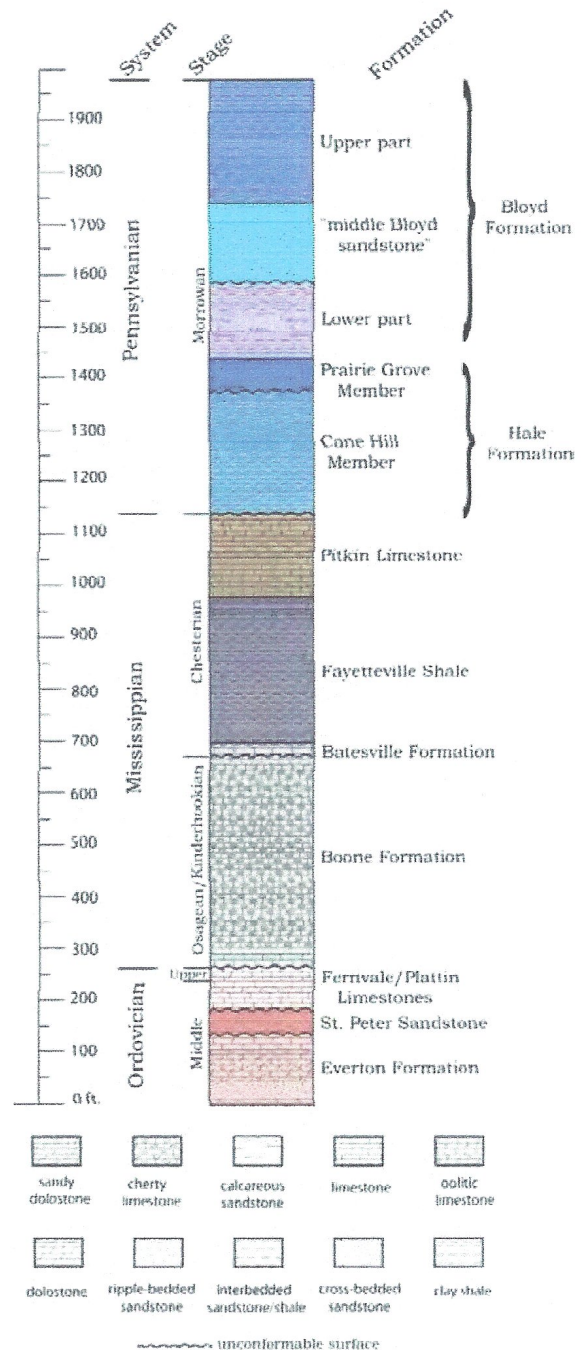 System
Stage
Formation
1900
1800
1700
1600
1500
1400
1300
1200
1100
1000
900
800
700
600
500
400
300
200
100
0 ft.
Pennsylvanian
Mississippian
Ordovician
Morrowan
Chesterian
Osagean/Kinderhookian
Upper
Middle
Upper part
"middle Bloyd
sandstone"
Lower part
Prairie Grove
Member
Cane Hill
Member
Pitkin Limestone
Fayetteville Shale
Batesville Formation
Boone Formation
Fernvale/Plattin
Limestones
St. Peter Sandstone
Everton Formation
Bloyd
Formation
Hale
Formation
sandy
dolostone
cherty
limestone
calcareous
sandstone
limestone
oolitic
limestone
dolostone
ripple-bedded
sandstone
interbedded
sandstone/shale
cross-bedded
sandstone
clay shale
unconformable surface